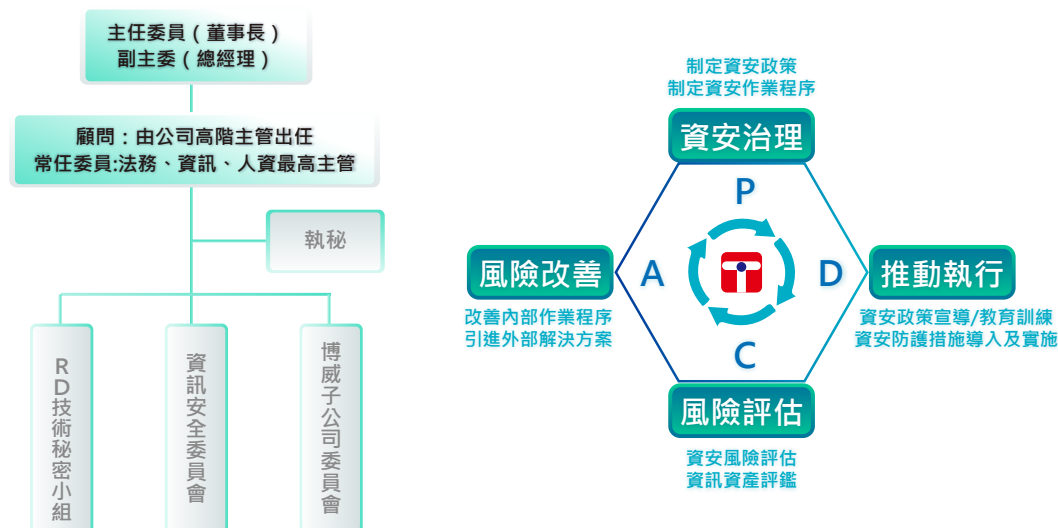 主任委員（董事長）
副主委（總經理）
顧問：由公司高階主管出任
常任委員:法務、資訊、人資最高主管
執秘
RD技術秘密小組
資訊安全委員會
博威子公司委員會
制定資安政策
制定資安作業程序
資安治理
P
風險改善
A
D
推動執行
改善內部作業程序
引進外部解決方案
資安政策宣導/教育訓練
資安防護措施導入及實施
C
風險評估
資安風險評估
資訊資產評鑑